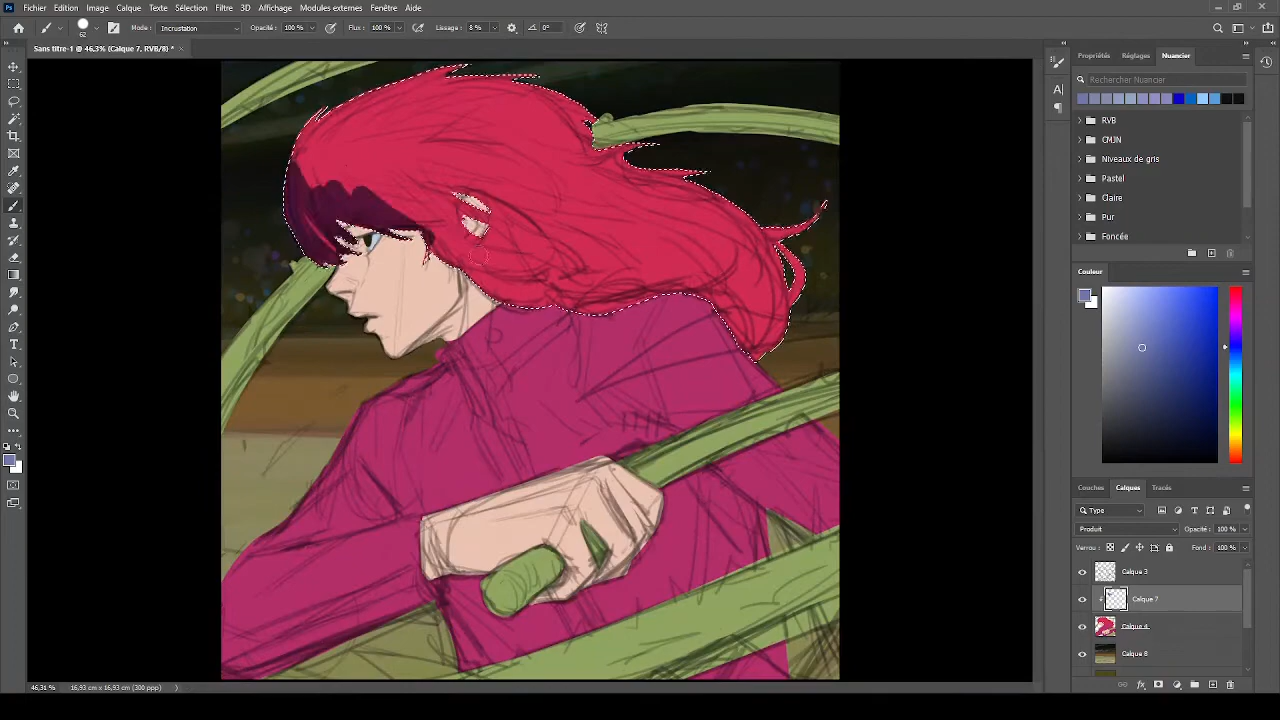 Ps Fichier Edition Image Calque Texte Sélection Filtre 3D Affichage Modules externes Fenêtre Aide
62 Mode : Incrustation Opacité : 100 % Flux : 100 % Lissage : 8 % 0°
Sans titre-1 @ 46,3% (Calque 7, RVB/8) * ×
Propriétés Réglages Nuancier
Rechercher Nuancier
RVB
CMJN
Niveaux de gris
Pastel
Claire
Pur
Foncée
Couleur
Couches Calques Tracés
Type
Produit Opacité : 100 %
Verrou : Fond : 100 %
Calque 3
Calque 7
Calque 4
Calque 8
46,31 % 16,93 cm x 16,93 cm (300 ppp)